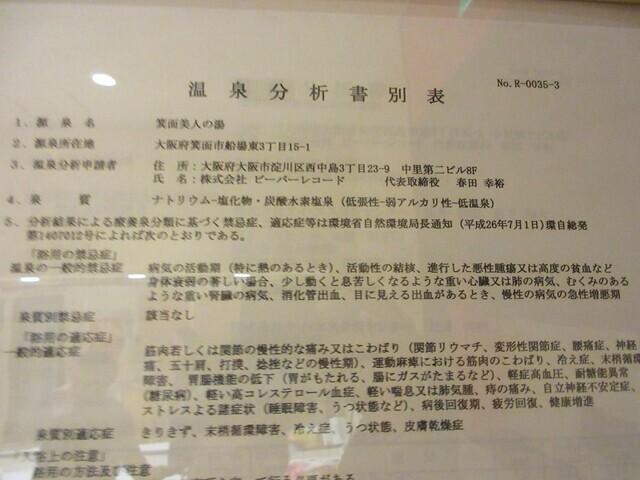 No.R-0035-3
温泉分析書別表
1、源泉名 箕面美人の湯
2、源泉所在地 大阪府箕面市船場東3丁目15-1
3、温泉分析申請者 住所:大阪府大阪市淀川区西中島3丁目23-9 中里第二ビル8F
氏名:株式会社 ビーバーレコード 代表取締役 春田 幸裕
4、泉質 ナトリウム-塩化物・炭酸水素塩泉(低張性-弱アルカリ性-低温泉)
5、分析結果による療養泉分類に基づく禁忌症、適応症等は環境省自然環境局長通知(平成26年7月1日)環自総発
第1407012号によれば次のとおりである。
「浴用の禁忌症」
温泉の一般的禁忌症 病気の活動期(特に熱のあるとき)、活動性の結核、進行した悪性腫瘍又は高度の貧血など
身体衰弱の著しい場合、少し動くと息苦しくなるような重い心臓又は肺の病気、むくみのある
ような重い腎臓の病気、消化管出血、目に見える出血があるとき、慢性の病気の急性増悪期
泉質別禁忌症 該当なし
「浴用の適応症」
一般的適応症 筋肉若しくは関節の慢性的な痛み又はこわばり(関節リウマチ、変形性関節症、腰痛症、神経
痛、五十肩、打撲、捻挫などの慢性期)、運動麻痺における筋肉のこわばり、冷え症、末梢循環
障害、胃腸機能の低下(胃がもたれる、腸にガスがたまるなど)、軽症高血圧、耐糖能異常
(糖尿病)、軽い高コレステロール血症、軽い喘息又は肺気腫、痔の痛み、自立神経不安定症、
ストレスよる諸症状(睡眠障害、うつ状態など)、病後回復期、疲労回復、健康増進
泉質別適応症 きりきず、末梢循環障害、冷え症、うつ状態、皮膚乾燥症
「入浴上の注意」
浴用の方法及び注意